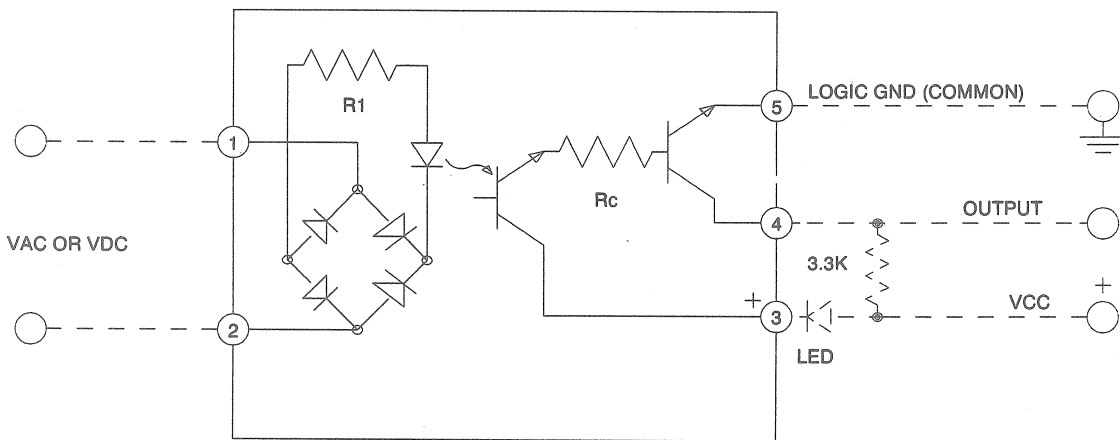 R1
5
LOGIC GND (COMMON)
1
Rc
4
OUTPUT
VAC OR VDC
3.3K
+
+
3
VCC
2
LED